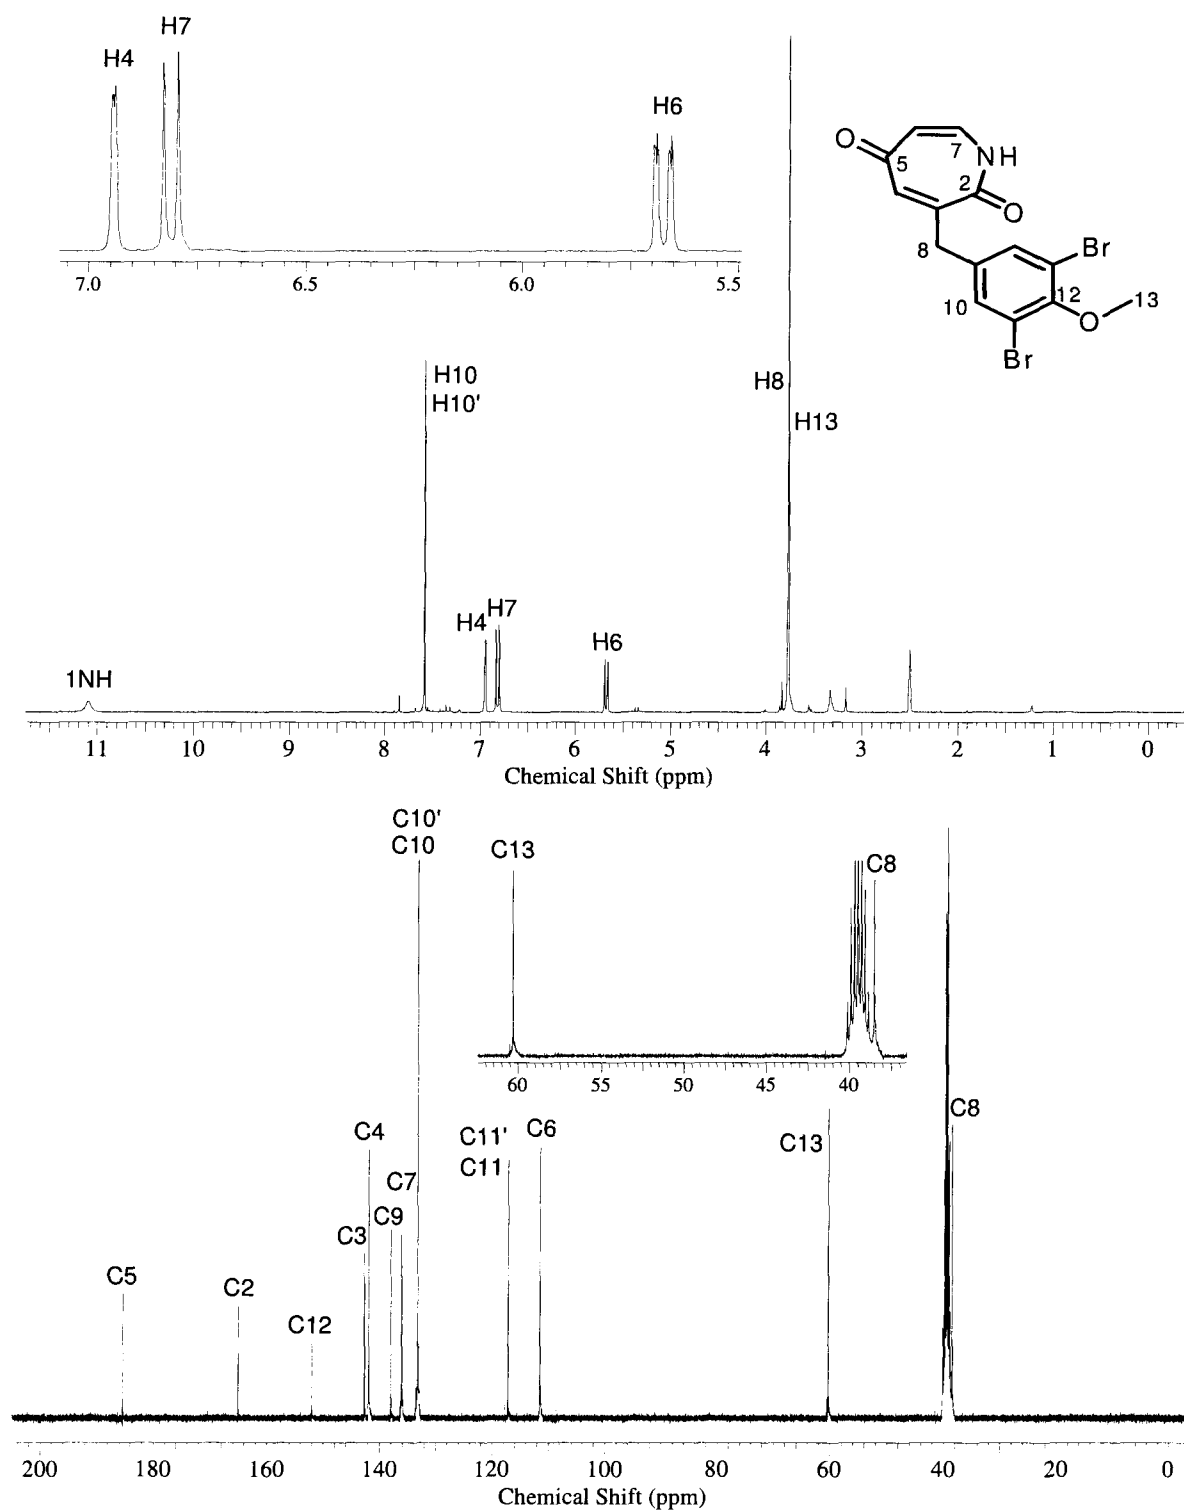 H7
H4
H6
7.0 6.5 6.0 5.5
O
5
7
NH
2
O
8
Br
10
12
13
O
Br
H10
H10'
H8
H13
H4
H7
H6
1NH
11 10 9 8 7 6 5 4 3 2 1 0
Chemical Shift (ppm)
C10'
C10
C13
C8
60 55 50 45 40
C4
C11'
C11
C6
C13
C8
C7
C9
C3
C5
C2
C12
200 180 160 140 120 100 80 60 40 20 0
Chemical Shift (ppm)